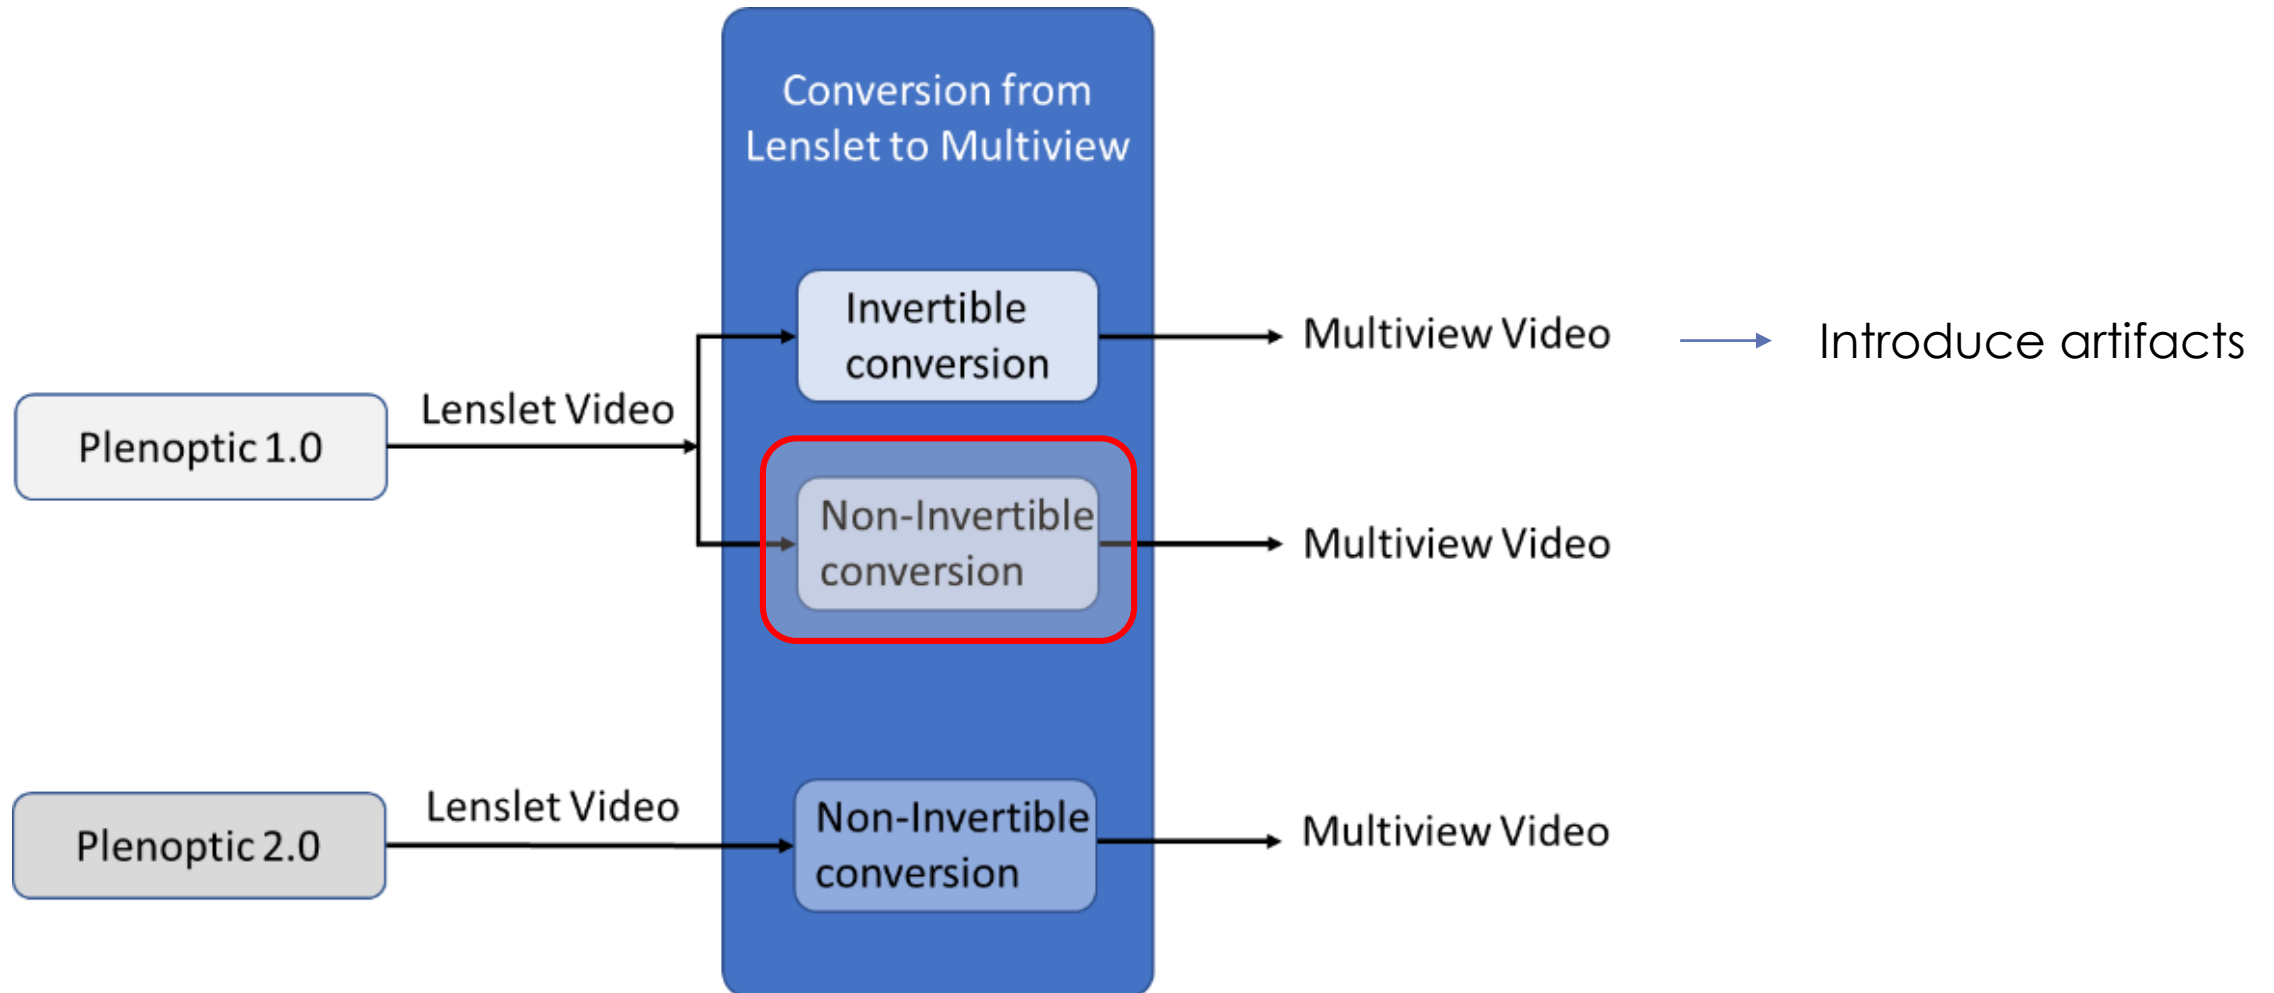 Conversion from
Lenslet to Multiview
Invertible
conversion
Multiview Video
Introduce artifacts
Lenslet Video
Plenoptic 1.0
Non-Invertible
conversion
Multiview Video
Lenslet Video
Plenoptic 2.0
Non-Invertible
conversion
Multiview Video